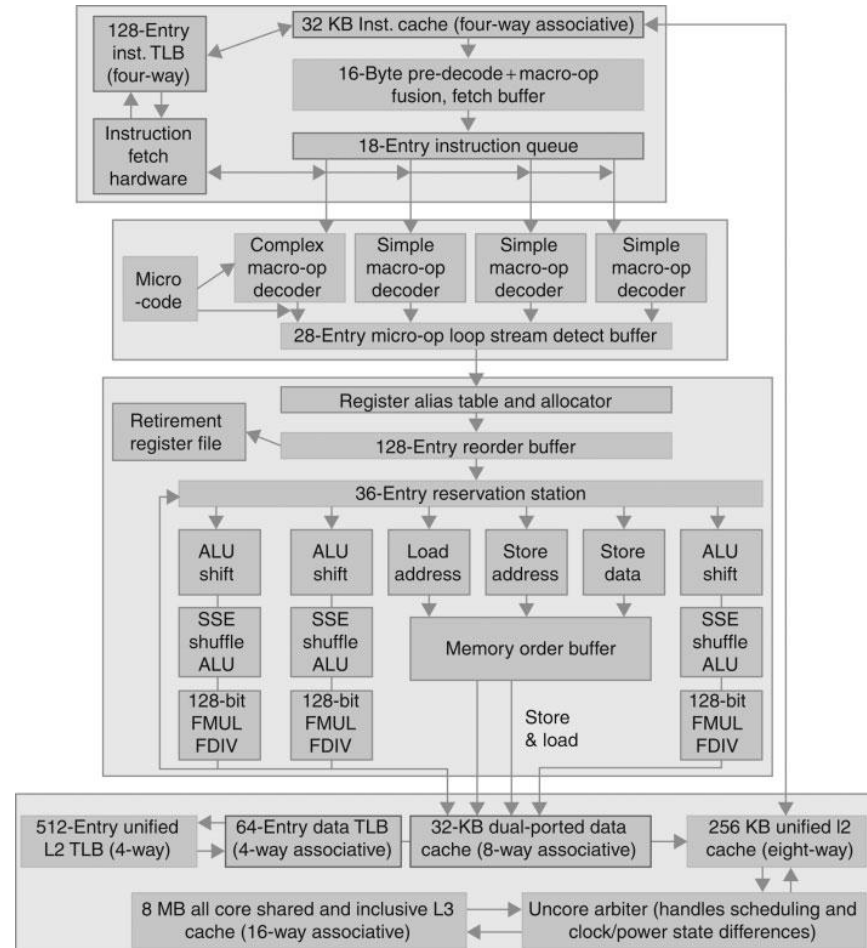 128-Entry
inst. TLB
(four-way)
32 KB Inst. cache (four-way associative)
16-Byte pre-decode + macro-op
fusion, fetch buffer
Instruction
fetch
hardware
18-Entry instruction queue
Micro
-code
Complex
macro-op
decoder
Simple
macro-op
decoder
Simple
macro-op
decoder
Simple
macro-op
decoder
28-Entry micro-op loop stream detect buffer
Register alias table and allocator
Retirement
register file
128-Entry reorder buffer
36-Entry reservation station
ALU
shift
ALU
shift
Load
address
Store
address
Store
data
ALU
shift
SSE
shuffle
ALU
SSE
shuffle
ALU
Memory order buffer
SSE
shuffle
ALU
128-bit
FMUL
FDIV
128-bit
FMUL
FDIV
Store
& load
128-bit
FMUL
FDIV
512-Entry unified
L2 TLB (4-way)
64-Entry data TLB
(4-way associative)
32-KB dual-ported data
cache (8-way associative)
256 KB unified l2
cache (eight-way)
8 MB all core shared and inclusive L3
cache (16-way associative)
Uncore arbiter (handles scheduling and
clock/power state differences)